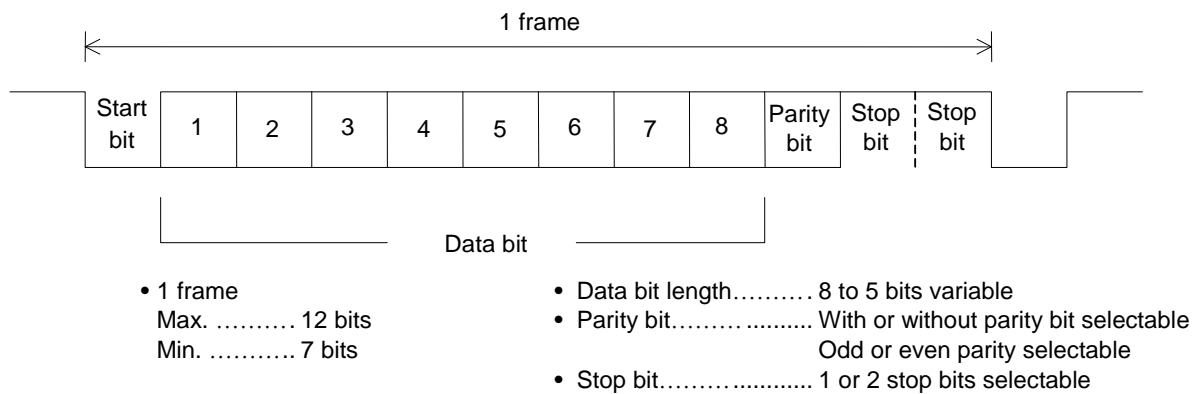 1 frame
Start bit 1 2 3 4 5 6 7 8 Parity bit Stop bit Stop bit
Data bit
• 1 frame
Max. .......... 12 bits
Min. ........... 7 bits
• Data bit length.......... 8 to 5 bits variable
• Parity bit......... .......... With or without parity bit selectable
Odd or even parity selectable
• Stop bit..................... 1 or 2 stop bits selectable